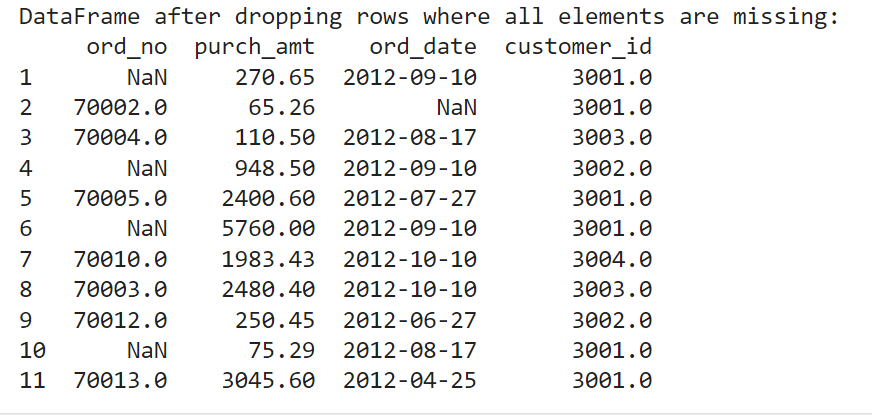 DataFrame after dropping rows where all elements are missing:
ord_no purch_amt ord_date customer_id
1 NaN 270.65 2012-09-10 3001.0
2 70002.0 65.26 NaN 3001.0
3 70004.0 110.50 2012-08-17 3003.0
4 NaN 948.50 2012-09-10 3002.0
5 70005.0 2400.60 2012-07-27 3001.0
6 NaN 5760.00 2012-09-10 3001.0
7 70010.0 1983.43 2012-10-10 3004.0
8 70003.0 2480.40 2012-10-10 3003.0
9 70012.0 250.45 2012-06-27 3002.0
10 NaN 75.29 2012-08-17 3001.0
11 70013.0 3045.60 2012-04-25 3001.0